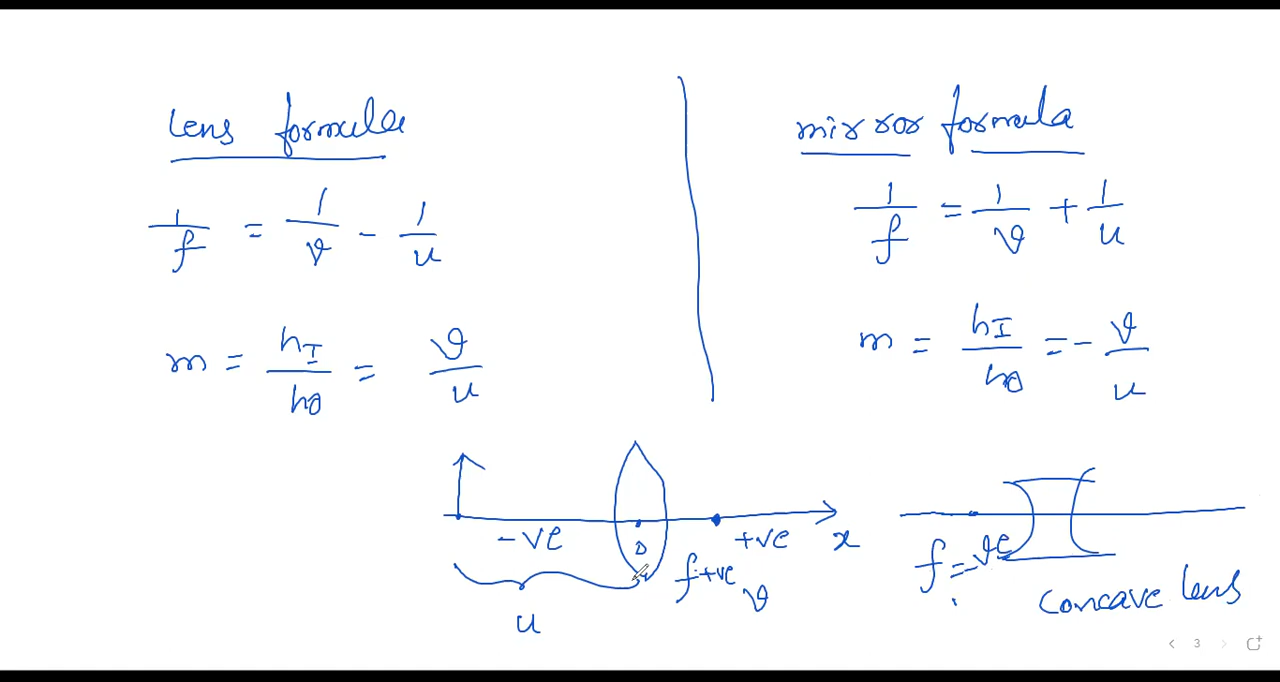 lens formula
1/f = 1/v - 1/u
m = hI/hO = v/u
mirror formula
1/f = 1/v + 1/u
m = hI/hO = - v/u
-ve
O
+ve
x
f +ve
v
u
f = -ve
concave lens
3